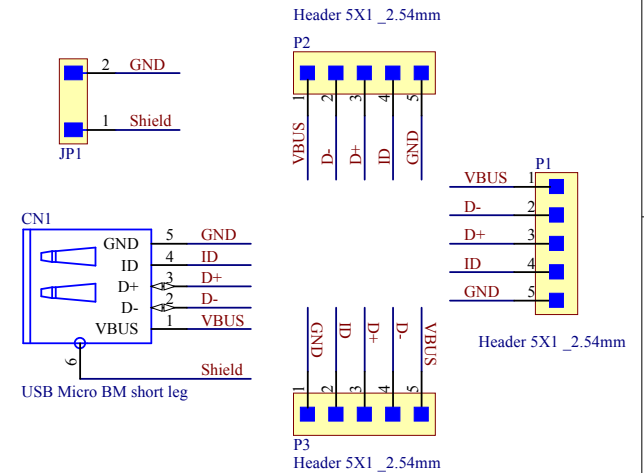 Header 5X1 _2.54mm
P2
1 2 3 4 5
VBUS D- D+ ID GND
2 GND
1 Shield
JP1
P1
VBUS 1
D- 2
D+ 3
ID 4
GND 5
Header 5X1 _2.54mm
CN1
GND 5 GND
ID 4 ID
D+ 3 D+
D- 2 D-
VBUS 1 VBUS
6 Shield
USB Micro BM short leg
GND ID D+ D- VBUS
1 2 3 4 5
P3
Header 5X1 _2.54mm